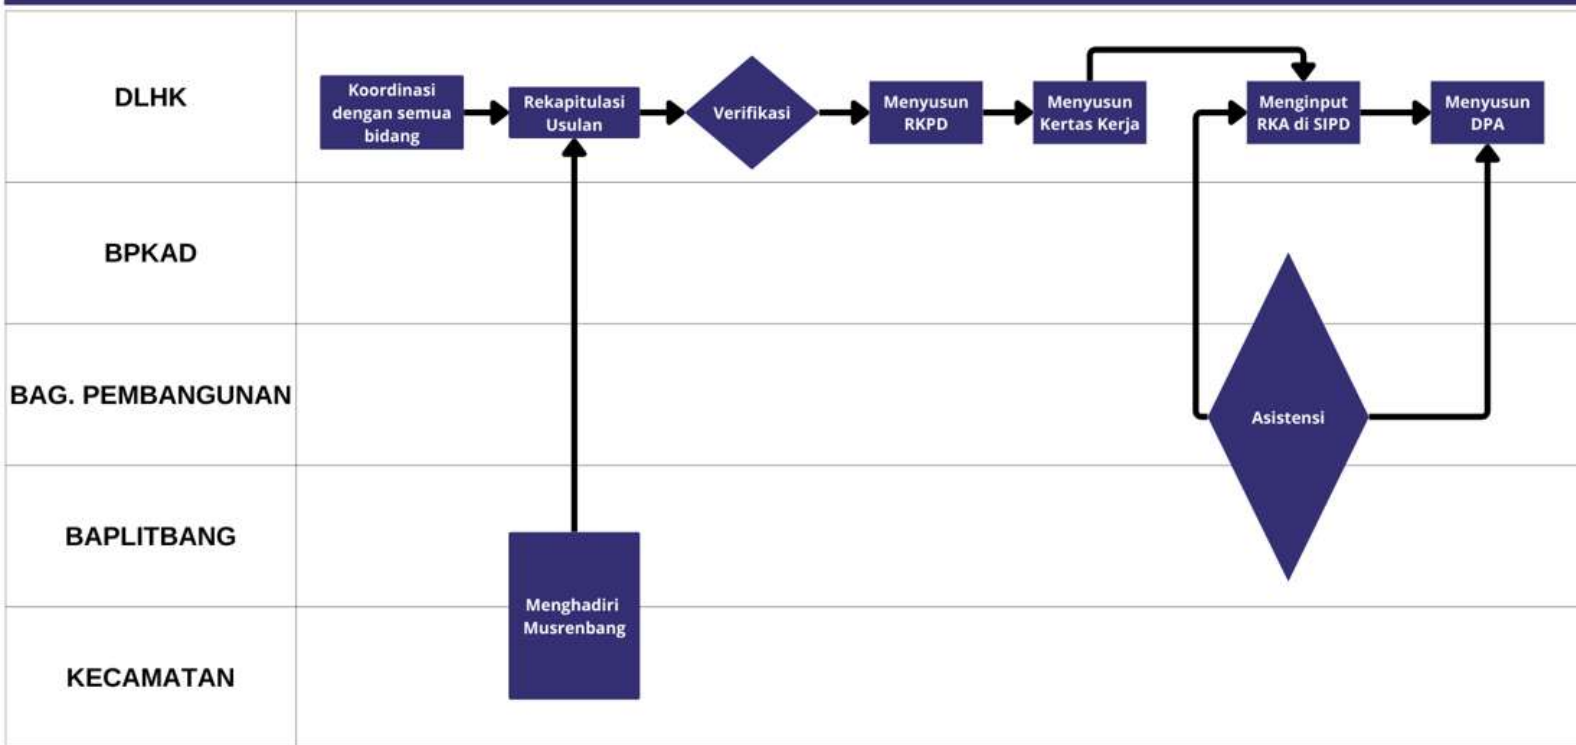 DLHK
Koordinasi
dengan semua
bidang
Rekapitulasi
Usulan
Verifikasi
Menyusun
RKPD
Menyusun
Kertas Kerja
Menginput
RKA di SIPD
Menyusun
DPA
BPKAD
BAG. PEMBANGUNAN
Asistensi
BAPLITBANG
Menghadiri
Musrenbang
KECAMATAN